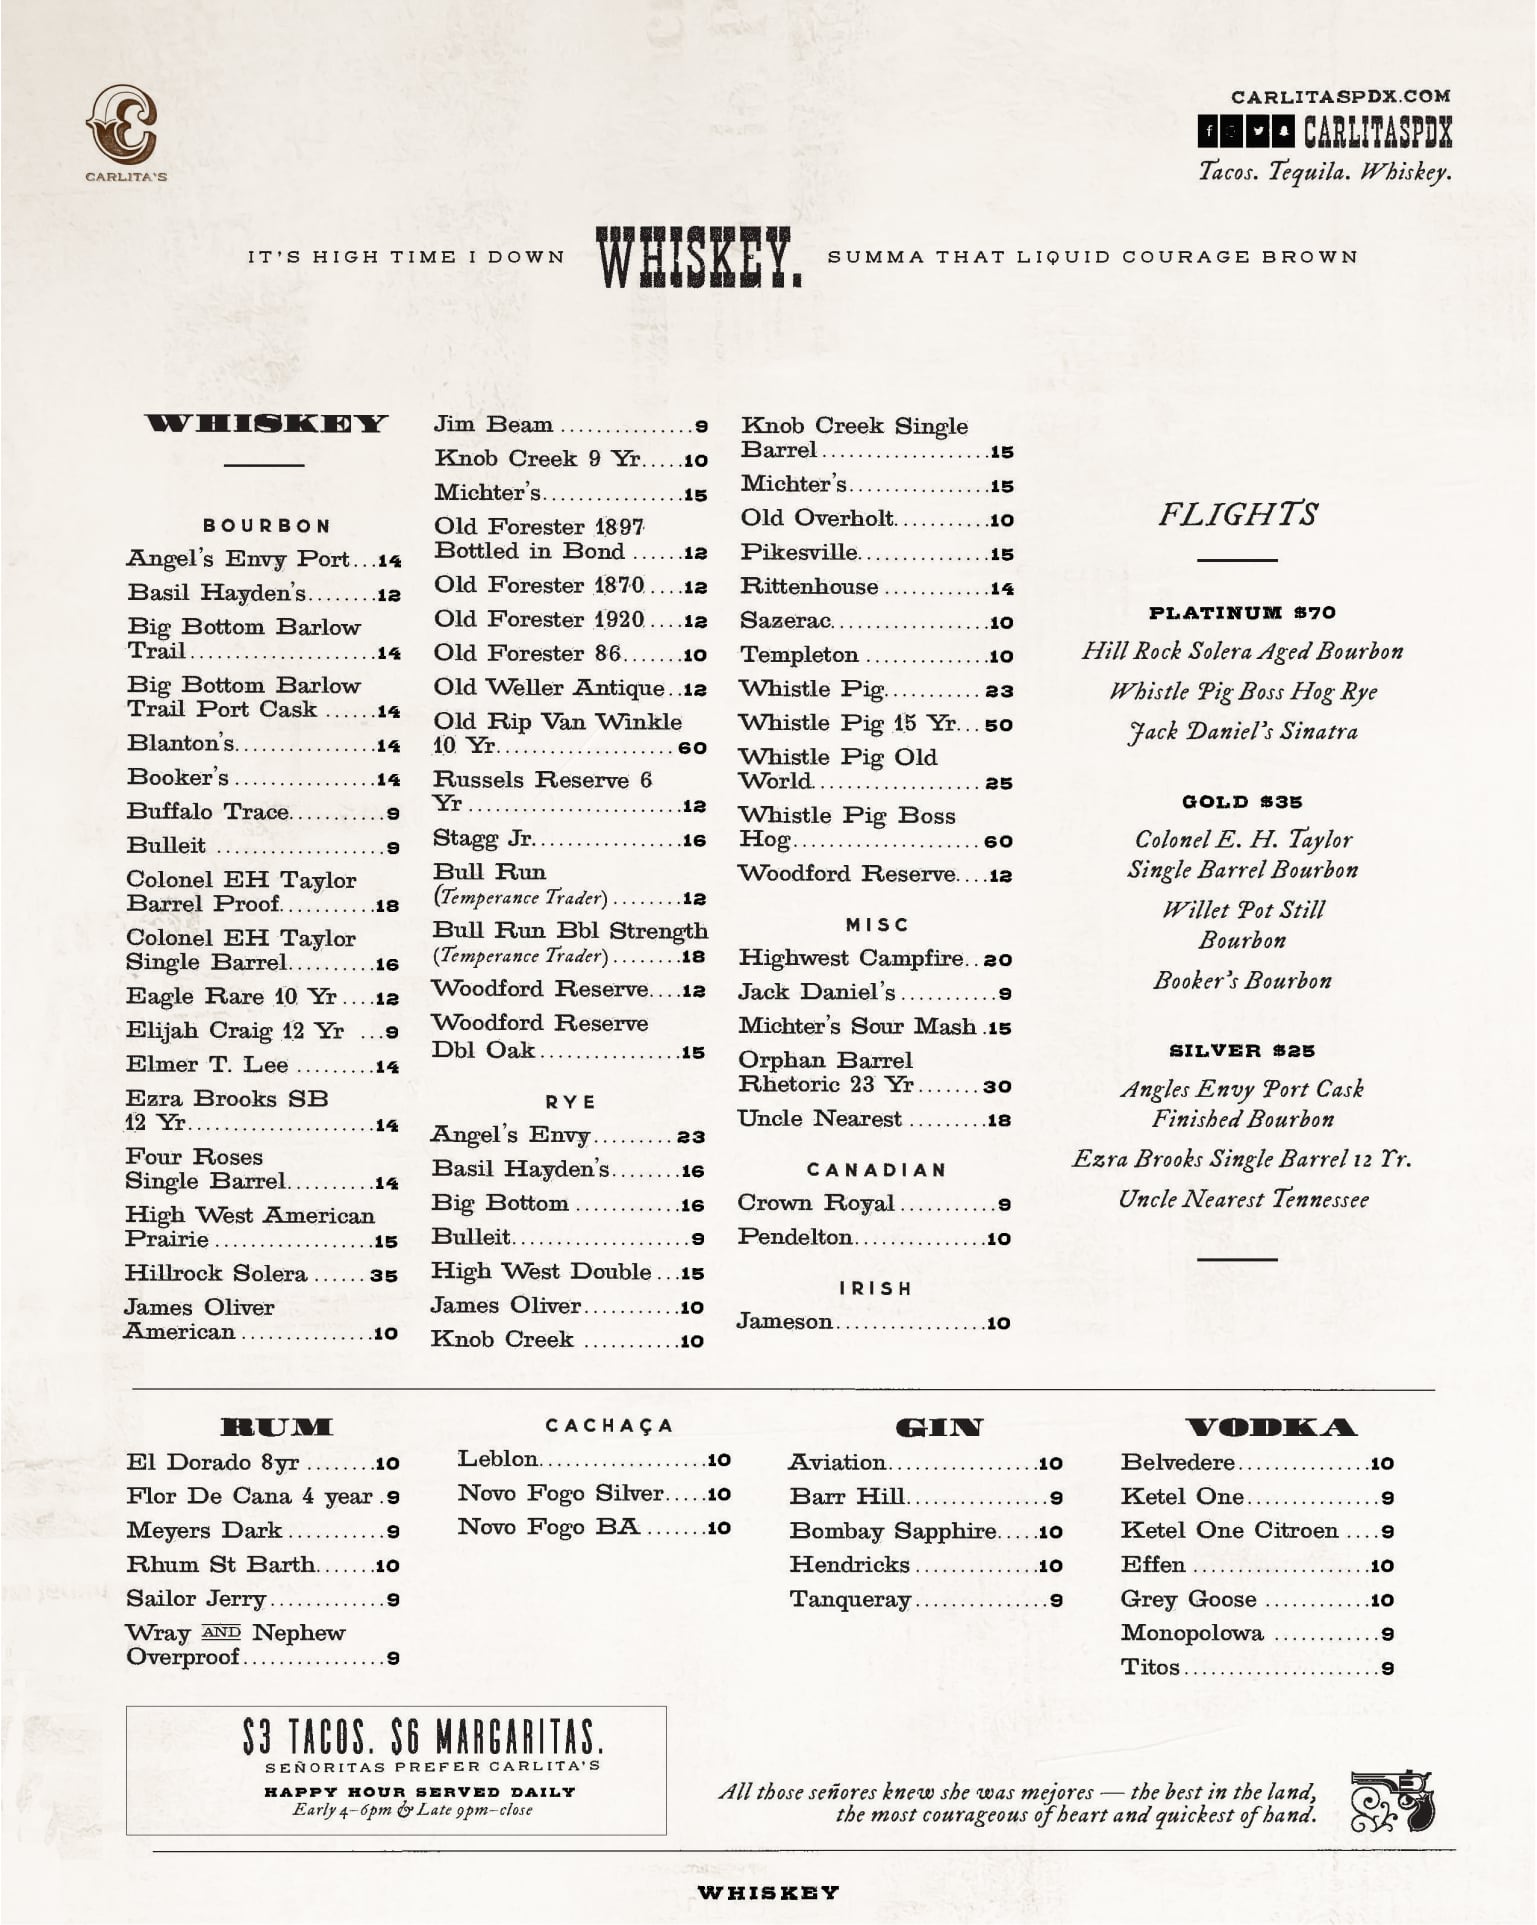 CARLITA'S
CARLITASPDX.COM
CARLITASPDX
Tacos. Tequila. Whiskey.
IT'S HIGH TIME I DOWN WHISKEY. SUMMA THAT LIQUID COURAGE BROWN
WHISKEY
BOURBON
Angel's Envy Port...14
Basil Hayden's........12
Big Bottom Barlow
Trail.....................14
Big Bottom Barlow
Trail Port Cask ......14
Blanton's................14
Booker's ................14
Buffalo Trace...........9
Bulleit ...................9
Colonel EH Taylor
Barrel Proof...........18
Colonel EH Taylor
Single Barrel..........16
Eagle Rare 10 Yr ....12
Elijah Craig 12 Yr ...9
Elmer T. Lee .........14
Ezra Brooks SB
12 Yr.....................14
Four Roses
Single Barrel..........14
High West American
Prairie ..................15
Hillrock Solera ...... 35
James Oliver
American ...............10
Jim Beam ...............9
Knob Creek 9 Yr.....10
Michter's................15
Old Forester 1897
Bottled in Bond ......12
Old Forester 1870 ....12
Old Forester 1920 ....12
Old Forester 86.......10
Old Weller Antique..12
Old Rip Van Winkle
10 Yr.................... 60
Russels Reserve 6
Yr ........................12
Stagg Jr.................16
Bull Run
(Temperance Trader) ........12
Bull Run Bbl Strength
(Temperance Trader) ........18
Woodford Reserve....12
Woodford Reserve
Dbl Oak................15
RYE
Angel's Envy......... 23
Basil Hayden's........16
Big Bottom ............16
Bulleit....................9
High West Double ...15
James Oliver...........10
Knob Creek ...........10
Knob Creek Single
Barrel...................15
Michter's................15
Old Overholt...........10
Pikesville...............15
Rittenhouse ............14
Sazerac..................10
Templeton ..............10
Whistle Pig........... 23
Whistle Pig 15 Yr... 50
Whistle Pig Old
World................... 25
Whistle Pig Boss
Hog..................... 60
Woodford Reserve....12
MISC
Highwest Campfire.. 20
Jack Daniel's ...........9
Michter's Sour Mash .15
Orphan Barrel
Rhetoric 23 Yr....... 30
Uncle Nearest .........18
CANADIAN
Crown Royal ...........9
Pendelton...............10
IRISH
Jameson.................10
FLIGHTS
PLATINUM $70
Hill Rock Solera Aged Bourbon
Whistle Pig Boss Hog Rye
Jack Daniel's Sinatra
GOLD $35
Colonel E. H. Taylor
Single Barrel Bourbon
Willet Pot Still
Bourbon
Booker's Bourbon
SILVER $25
Angles Envy Port Cask
Finished Bourbon
Ezra Brooks Single Barrel 12 Yr.
Uncle Nearest Tennessee
RUM
El Dorado 8yr ........10
Flor De Cana 4 year .9
Meyers Dark ...........9
Rhum St Barth.......10
Sailor Jerry.............9
Wray AND Nephew
Overproof................9
CACHAÇA
Leblon...................10
Novo Fogo Silver.....10
Novo Fogo BA .......10
GIN
Aviation.................10
Barr Hill................9
Bombay Sapphire.....10
Hendricks ..............10
Tanqueray...............9
VODKA
Belvedere...............10
Ketel One...............9
Ketel One Citroen ....9
Effen ....................10
Grey Goose ............10
Monopolowa ............9
Titos......................9
$3 TACOS. $6 MARGARITAS.
SEÑORITAS PREFER CARLITA'S
HAPPY HOUR SERVED DAILY
Early 4–6pm & Late 9pm–close
All those señores knew she was mejores — the best in the land,
the most courageous of heart and quickest of hand.
WHISKEY